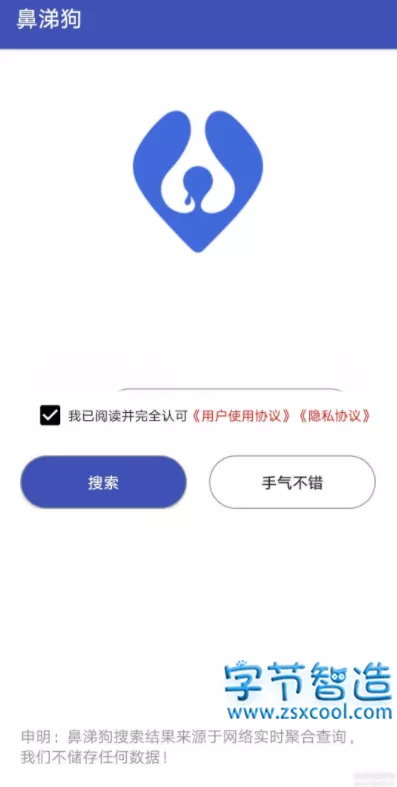 鼻涕狗
我已阅读并完全认可《用户使用协议》《隐私协议》
搜索
手气不错
字节智造
www.zsxcool.com
申明：鼻涕狗搜索结果来源于网络实时聚合查询，
我们不储存任何数据！